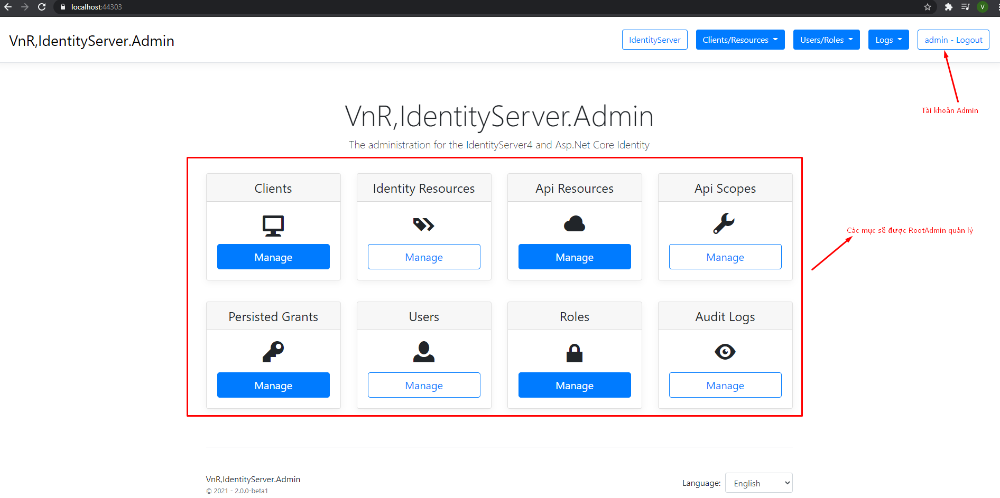 localhost:44303
V
VnR,IdentityServer.Admin
IdentityServer
Clients/Resources
Users/Roles
Logs
admin - Logout
Tài khoản Admin
VnR,IdentityServer.Admin
The administration for the IdentityServer4 and Asp.Net Core Identity
Clients
Identity Resources
Api Resources
Api Scopes
Manage
Manage
Manage
Manage
Các mục sẽ được RootAdmin quản lý
Persisted Grants
Users
Roles
Audit Logs
Manage
Manage
Manage
Manage
VnR,IdentityServer.Admin
© 2021 - 2.0.0-beta1
Language:
English